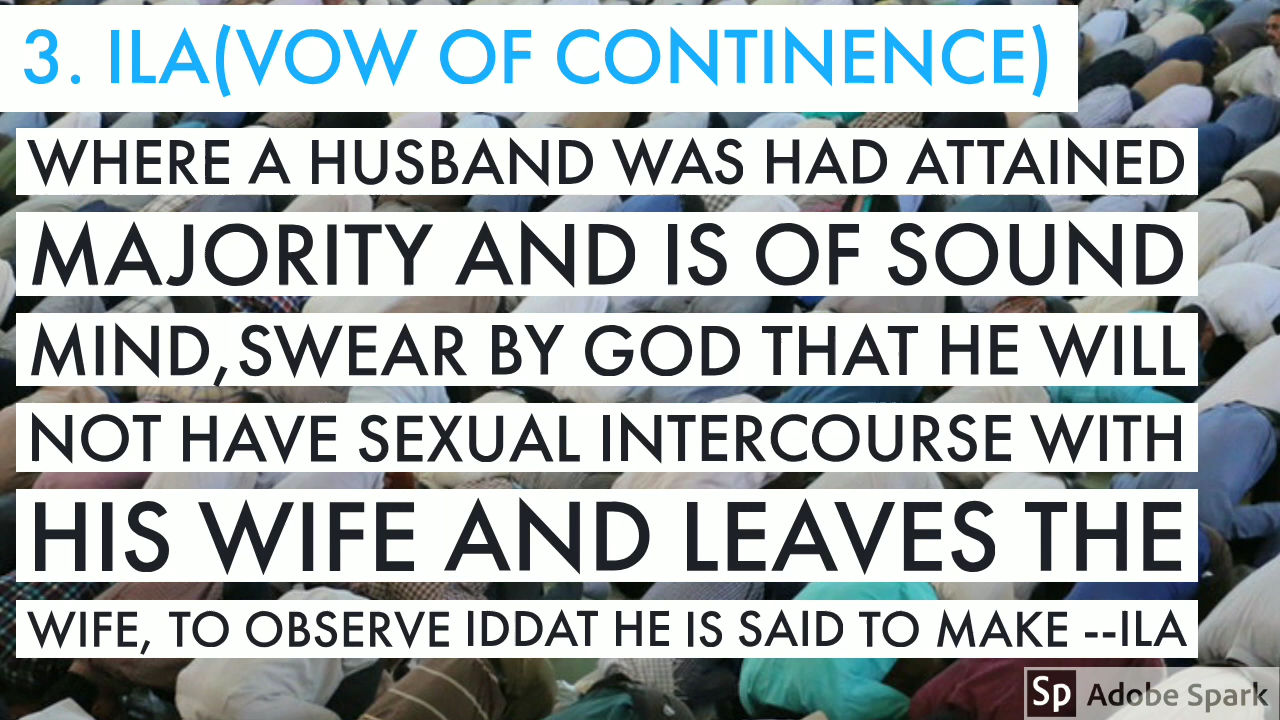 3. ILA(VOW OF CONTINENCE)
WHERE A HUSBAND WAS HAD ATTAINED
MAJORITY AND IS OF SOUND
MIND,SWEAR BY GOD THAT HE WILL
NOT HAVE SEXUAL INTERCOURSE WITH
HIS WIFE AND LEAVES THE
WIFE, TO OBSERVE IDDAT HE IS SAID TO MAKE --ILA
Sp Adobe Spark